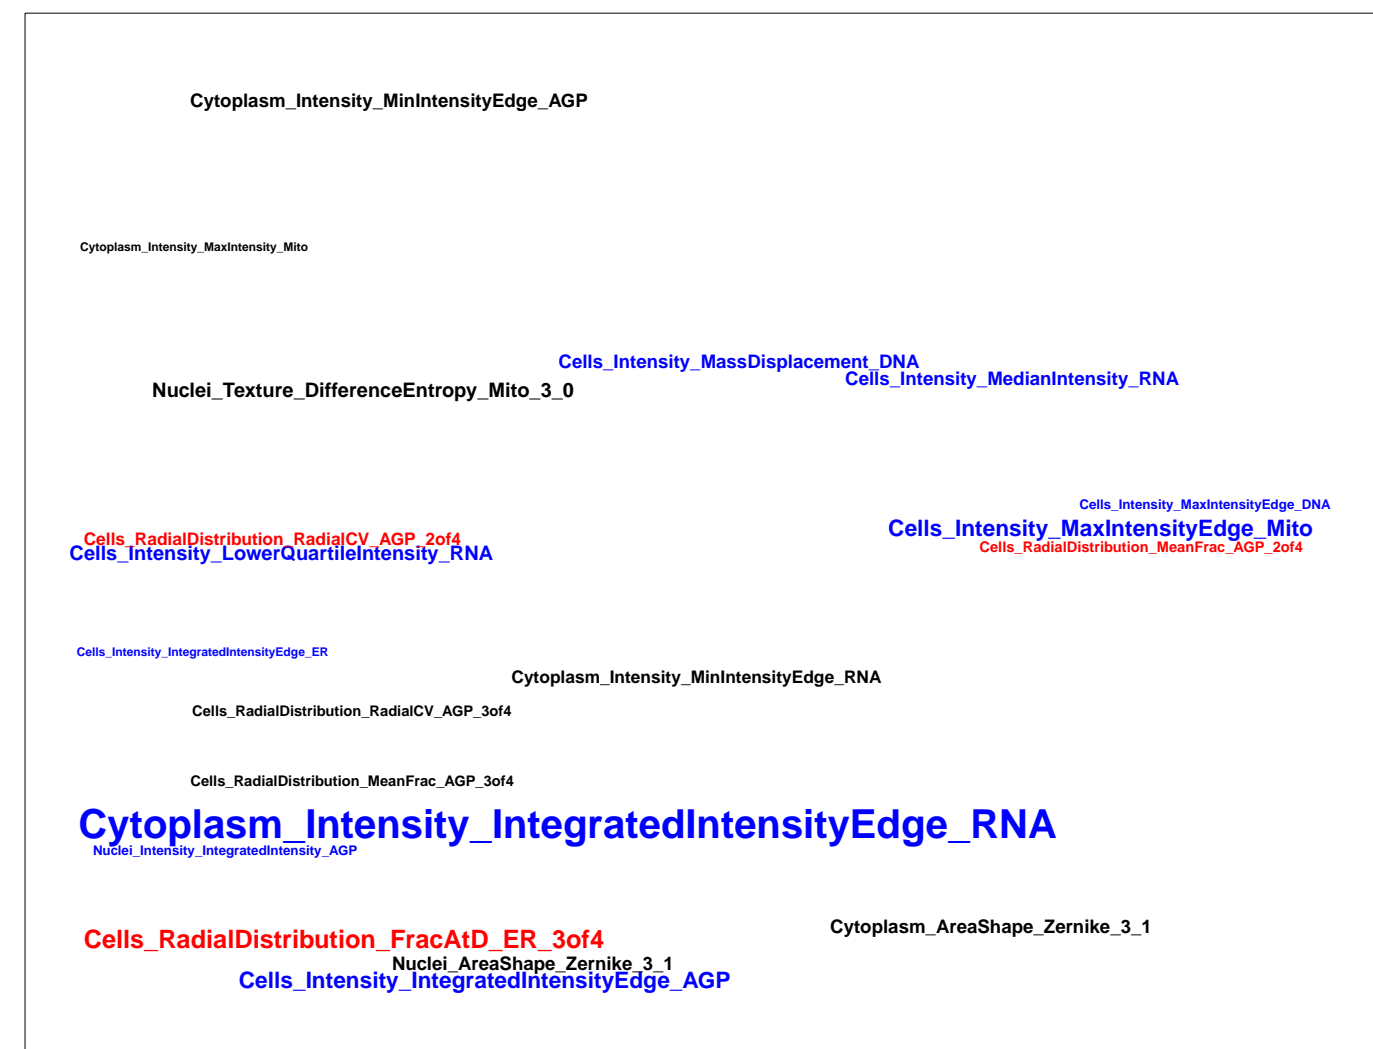 Cytoplasm_Intensity_MinIntensityEdge_AGP
Cytoplasm_Intensity_MaxIntensity_Mito
Cells_Intensity_MassDisplacement_DNA
Cells_Intensity_MedianIntensity_RNA
Nuclei_Texture_DifferenceEntropy_Mito_3_0
Cells_Intensity_MaxIntensityEdge_DNA
Cells_Intensity_MaxIntensityEdge_Mito
Cells_RadialDistribution_RadialCV_AGP_2of4
Cells_RadialDistribution_MeanFrac_AGP_2of4
Cells_Intensity_LowerQuartileIntensity_RNA
Cells_Intensity_IntegratedIntensityEdge_ER
Cytoplasm_Intensity_MinIntensityEdge_RNA
Cells_RadialDistribution_RadialCV_AGP_3of4
Cells_RadialDistribution_MeanFrac_AGP_3of4
Cytoplasm_Intensity_IntegratedIntensityEdge_RNA
Nuclei_Intensity_IntegratedIntensity_AGP
Cytoplasm_AreaShape_Zernike_3_1
Cells_RadialDistribution_FracAtD_ER_3of4
Nuclei_AreaShape_Zernike_3_1
Cells_Intensity_IntegratedIntensityEdge_AGP